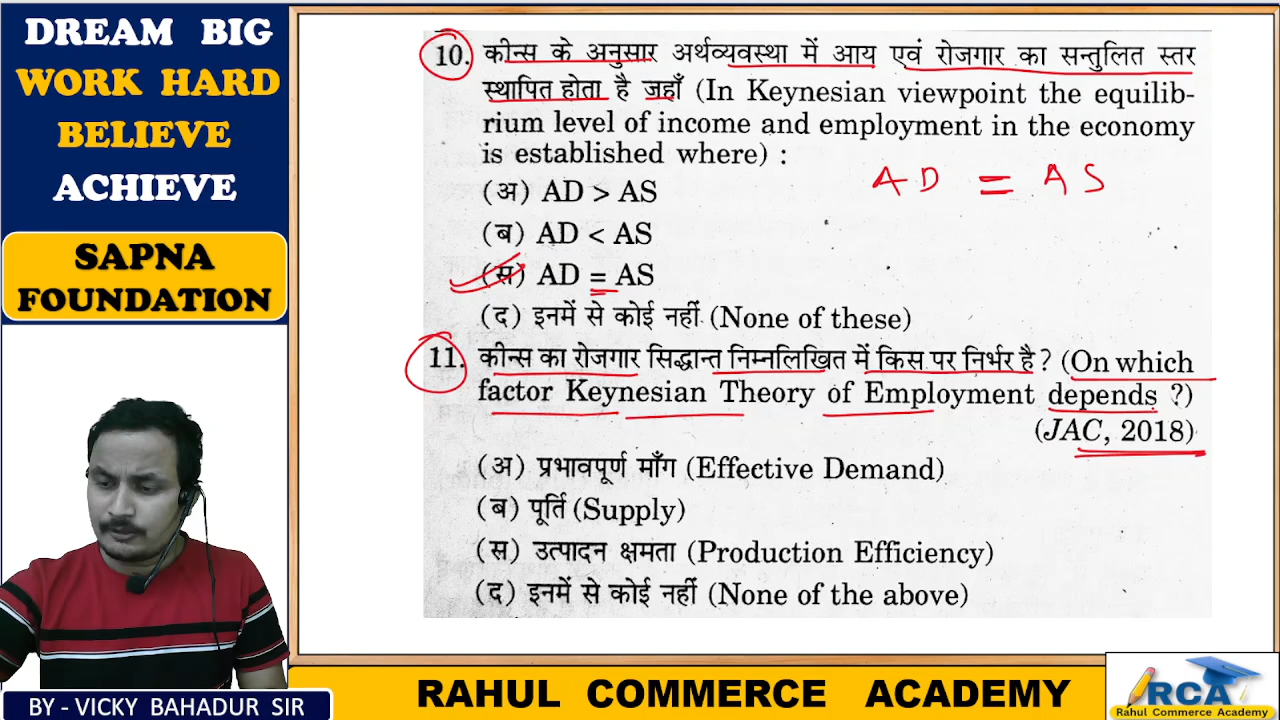 DREAM BIG
WORK HARD
BELIEVE
ACHIEVE
SAPNA
FOUNDATION
10. कीन्स के अनुसार अर्थव्यवस्था में आय एवं रोजगार का सन्तुलित स्तर
स्थापित होता है जहाँ (In Keynesian viewpoint the equilib-
rium level of income and employment in the economy
is established where) :
AD = AS
(अ) AD > AS
(ब) AD < AS
(स) AD = AS
(द) इनमें से कोई नहीं (None of these)
11. कीन्स का रोजगार सिद्धान्त निम्नलिखित में किस पर निर्भर है? (On which
factor Keynesian Theory of Employment depends ?)
(JAC, 2018)
(अ) प्रभावपूर्ण माँग (Effective Demand)
(ब) पूर्ति (Supply)
(स) उत्पादन क्षमता (Production Efficiency)
(द) इनमें से कोई नहीं (None of the above)
BY - VICKY BAHADUR SIR
RAHUL COMMERCE ACADEMY
RCA
Rahul Commerce Academy